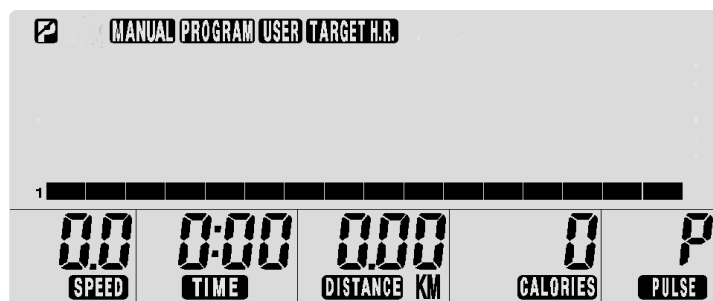 P MANUAL PROGRAM USER TARGET H.R.
1
0.0 0:00 0.00 0 P
SPEED TIME DISTANCE KM CALORIES PULSE